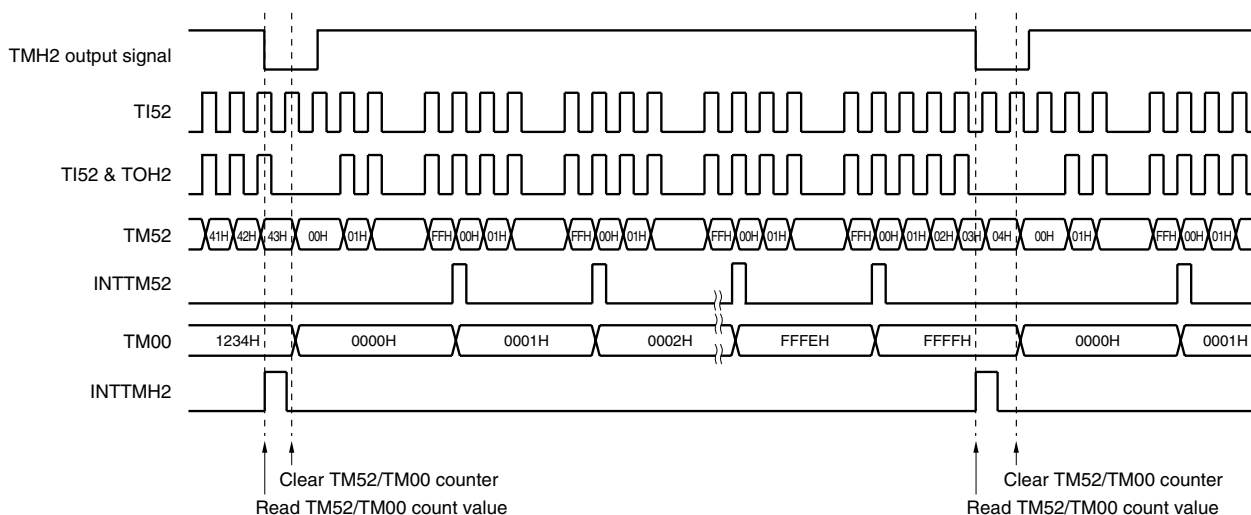 TMH2 output signal
TI52
TI52 & TOH2
TM52 41H 42H 43H 00H 01H FFH 00H 01H FFH 00H 01H FFH 00H 01H FFH 00H 01H 02H 03H 04H 00H 01H FFH 00H 01H
INTTM52
TM00 1234H 0000H 0001H 0002H FFFEH FFFFH 0000H 0001H
INTTMH2
Clear TM52/TM00 counter Clear TM52/TM00 counter
Read TM52/TM00 count value Read TM52/TM00 count value